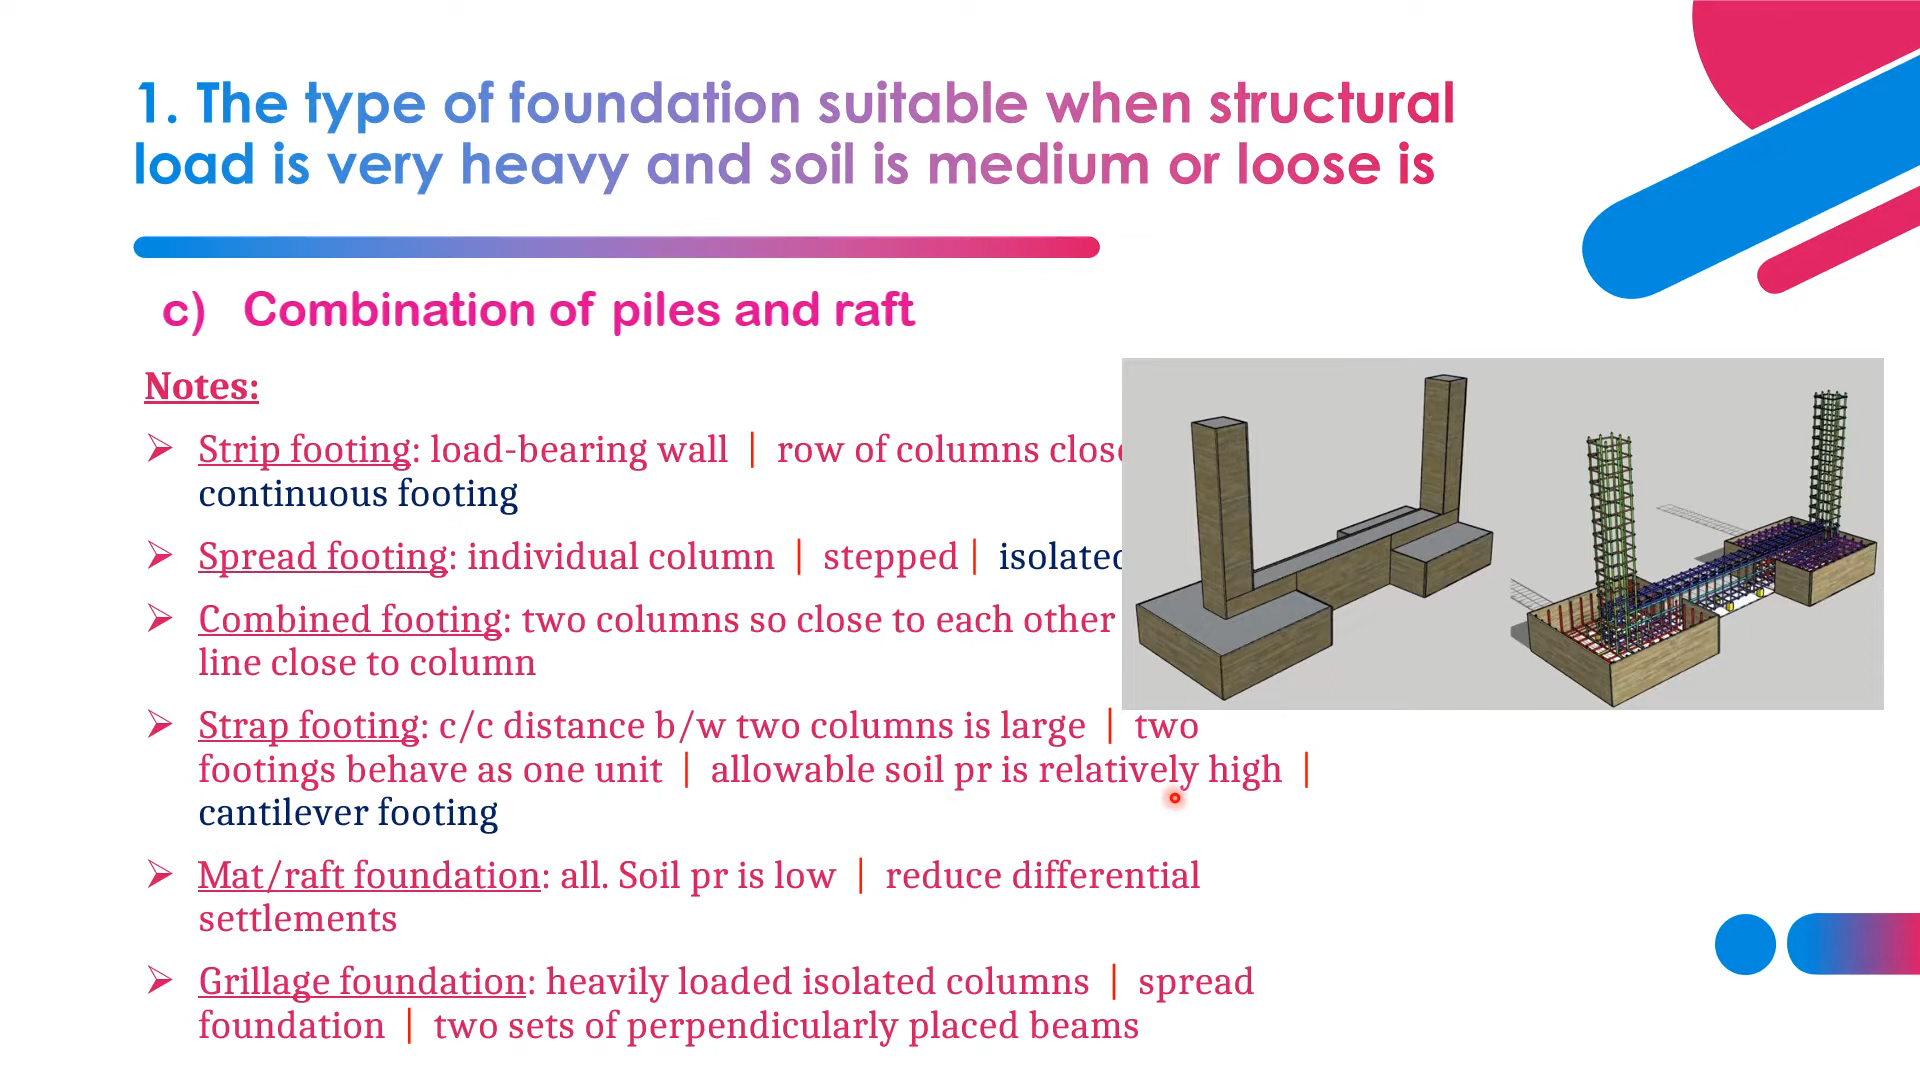 1. The type of foundation suitable when structural
load is very heavy and soil is medium or loose is
c) Combination of piles and raft
Notes:
➢ Strip footing: load-bearing wall | row of columns
continuous footing
➢ Spread footing: individual column | stepped | isolated
➢ Combined footing: two columns so close to each other
line close to column
➢ Strap footing: c/c distance b/w two columns is large | two
footings behave as one unit | allowable soil pr is relatively high |
cantilever footing
➢ Mat/raft foundation: all. Soil pr is low | reduce differential
settlements
➢ Grillage foundation: heavily loaded isolated columns | spread
foundation | two sets of perpendicularly placed beams